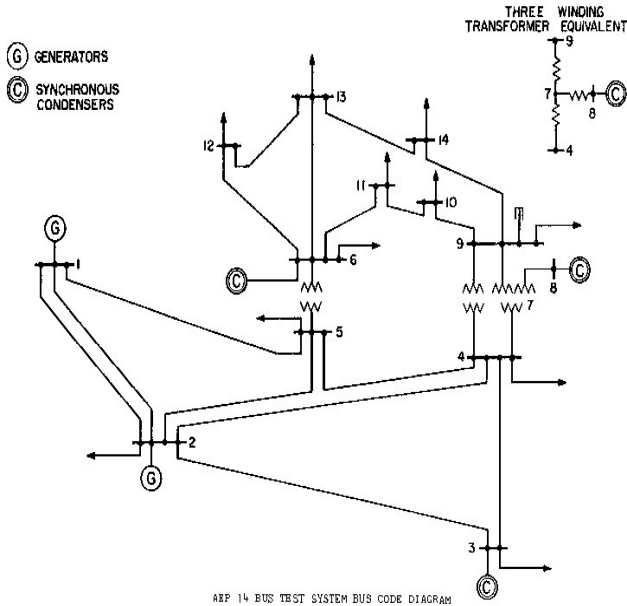 THREE WINDING
TRANSFORMER EQUIVALENT
9
7
C
8
4
G GENERATORS
C SYNCHRONOUS
CONDENSERS
13
12
14
11
10
9
G
1
6
C
8
C
7
5
4
2
G
3
C
AEP 14 BUS TEST SYSTEM BUS CODE DIAGRAM